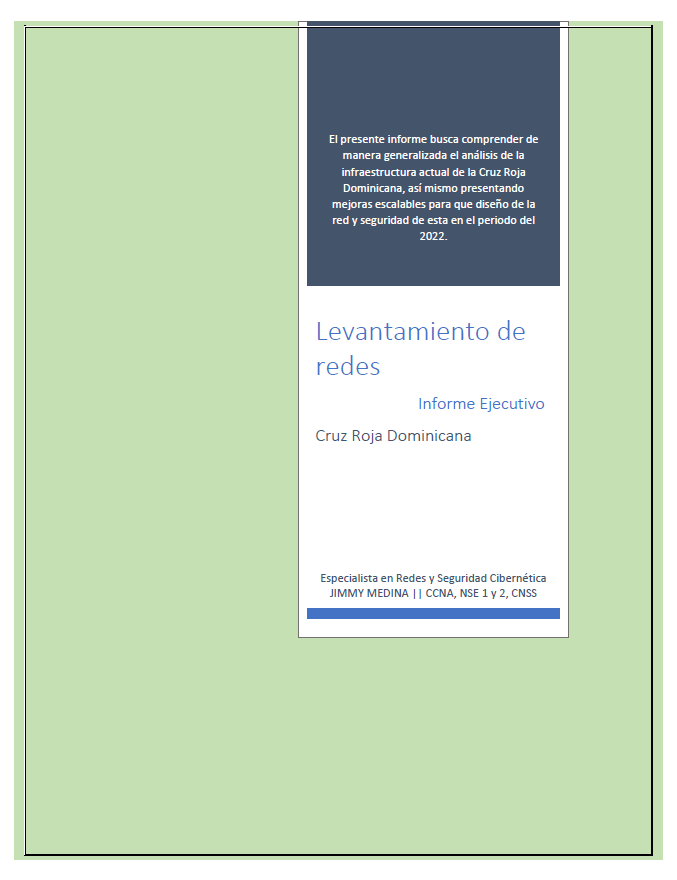 El presente informe busca comprender de
manera generalizada el análisis de la
infraestructura actual de la Cruz Roja
Dominicana, así mismo presentando
mejoras escalables para que diseño de la
red y seguridad de esta en el periodo del
2022.
Levantamiento de
redes
Informe Ejecutivo
Cruz Roja Dominicana
Especialista en Redes y Seguridad Cibernética
JIMMY MEDINA || CCNA, NSE 1 y 2, CNSS